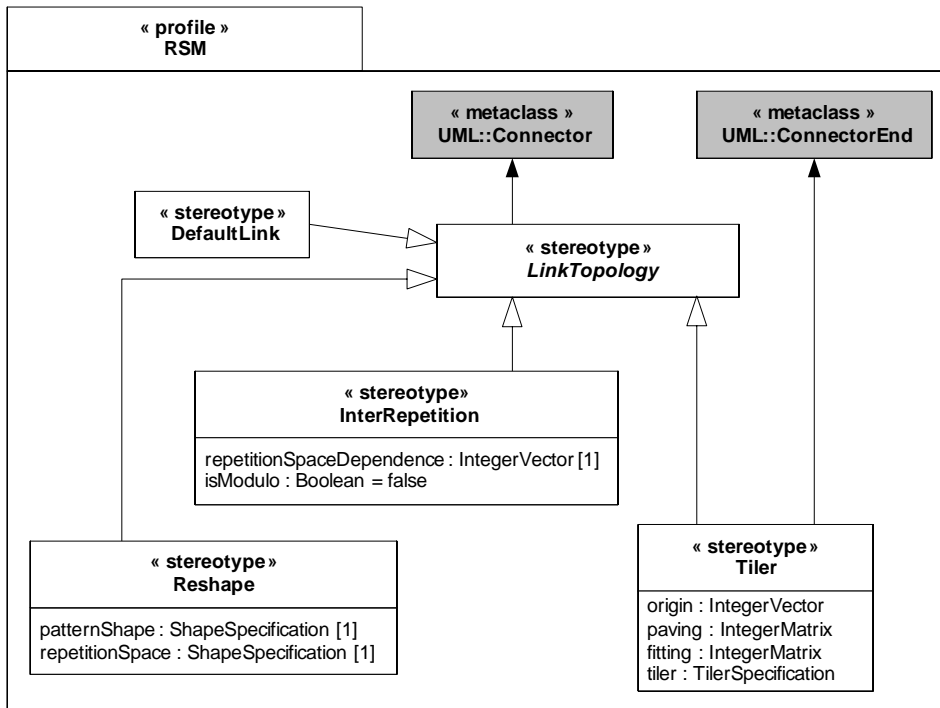 « profile »
RSM
« metaclass »
UML::Connector
« metaclass »
UML::ConnectorEnd
« stereotype»
DefaultLink
« stereotype»
LinkTopology
« stereotype»
InterRepetition
repetitionSpaceDependence : IntegerVector [1]
isModulo : Boolean = false
« stereotype»
Reshape
patternShape : ShapeSpecification [1]
repetitionSpace : ShapeSpecification [1]
« stereotype»
Tiler
origin : IntegerVector
paving : IntegerMatrix
fitting : IntegerMatrix
tiler : TilerSpecification